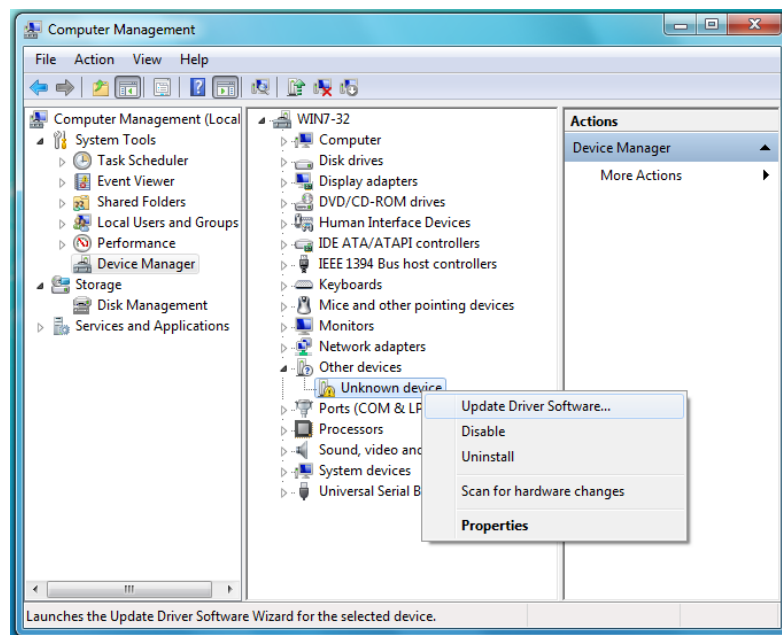 Computer Management
File Action View Help
Computer Management (Local
System Tools
Task Scheduler
Event Viewer
Shared Folders
Local Users and Groups
Performance
Device Manager
Storage
Disk Management
Services and Applications
WIN7-32
Computer
Disk drives
Display adapters
DVD/CD-ROM drives
Human Interface Devices
IDE ATA/ATAPI controllers
IEEE 1394 Bus host controllers
Keyboards
Mice and other pointing devices
Monitors
Network adapters
Other devices
Unknown device
Ports (COM & LP
Processors
Sound, video and
System devices
Universal Serial B
Update Driver Software...
Disable
Uninstall
Scan for hardware changes
Properties
Actions
Device Manager
More Actions
Launches the Update Driver Software Wizard for the selected device.